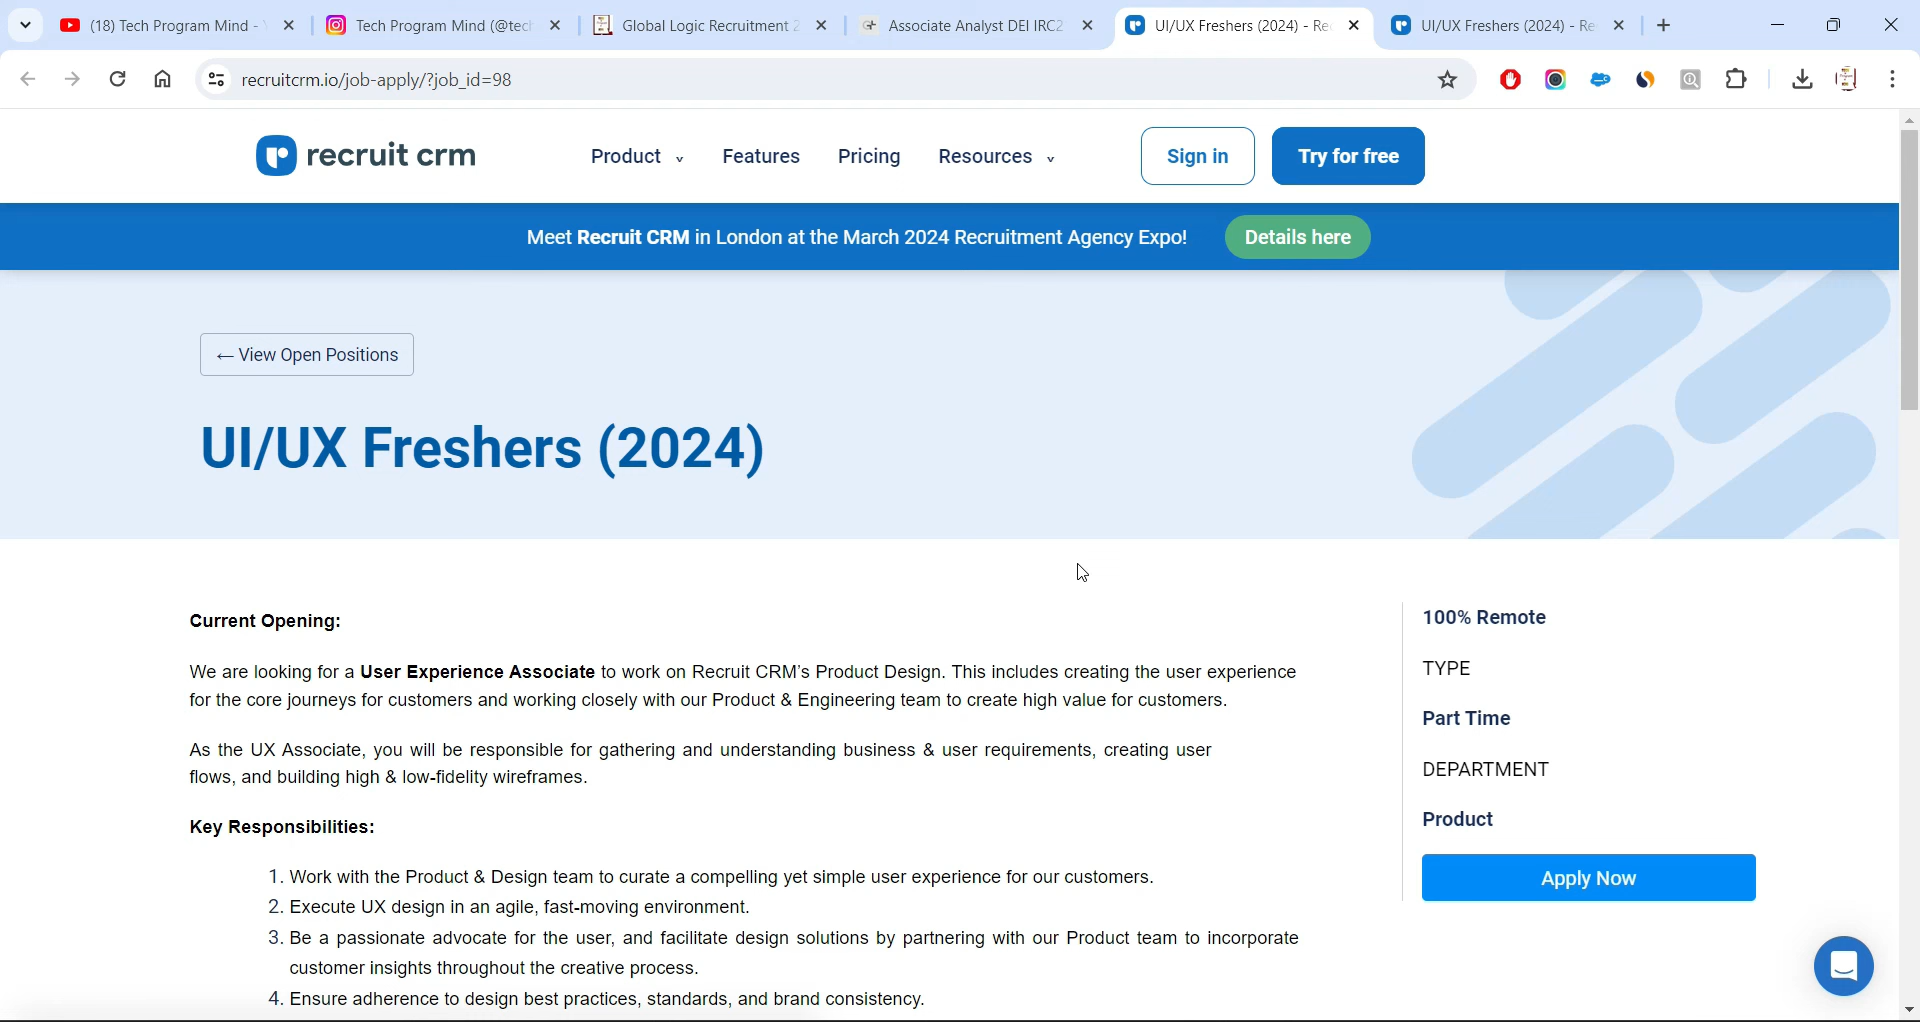 (18) Tech Program Mind -
Tech Program Mind (@tech
Global Logic Recruitment 2
Associate Analyst DEI IRC2
UI/UX Freshers (2024) - Re
UI/UX Freshers (2024) - Re
recruitcrm.io/job-apply/?job_id=98
recruit crm
Product
Features
Pricing
Resources
Sign in
Try for free
Meet Recruit CRM in London at the March 2024 Recruitment Agency Expo!
Details here
← View Open Positions
UI/UX Freshers (2024)
Current Opening:
We are looking for a User Experience Associate to work on Recruit CRM's Product Design. This includes creating the user experience
for the core journeys for customers and working closely with our Product & Engineering team to create high value for customers.
As the UX Associate, you will be responsible for gathering and understanding business & user requirements, creating user
flows, and building high & low-fidelity wireframes.
Key Responsibilities:
1. Work with the Product & Design team to curate a compelling yet simple user experience for our customers.
2. Execute UX design in an agile, fast-moving environment.
3. Be a passionate advocate for the user, and facilitate design solutions by partnering with our Product team to incorporate
customer insights throughout the creative process.
4. Ensure adherence to design best practices, standards, and brand consistency.
100% Remote
TYPE
Part Time
DEPARTMENT
Product
Apply Now